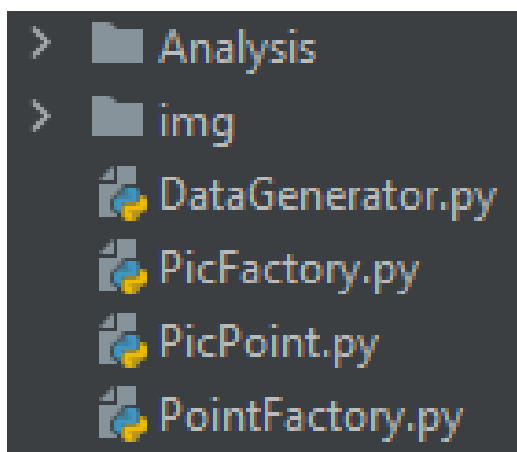 Analysis
img
DataGenerator.py
PicFactory.py
PicPoint.py
PointFactory.py